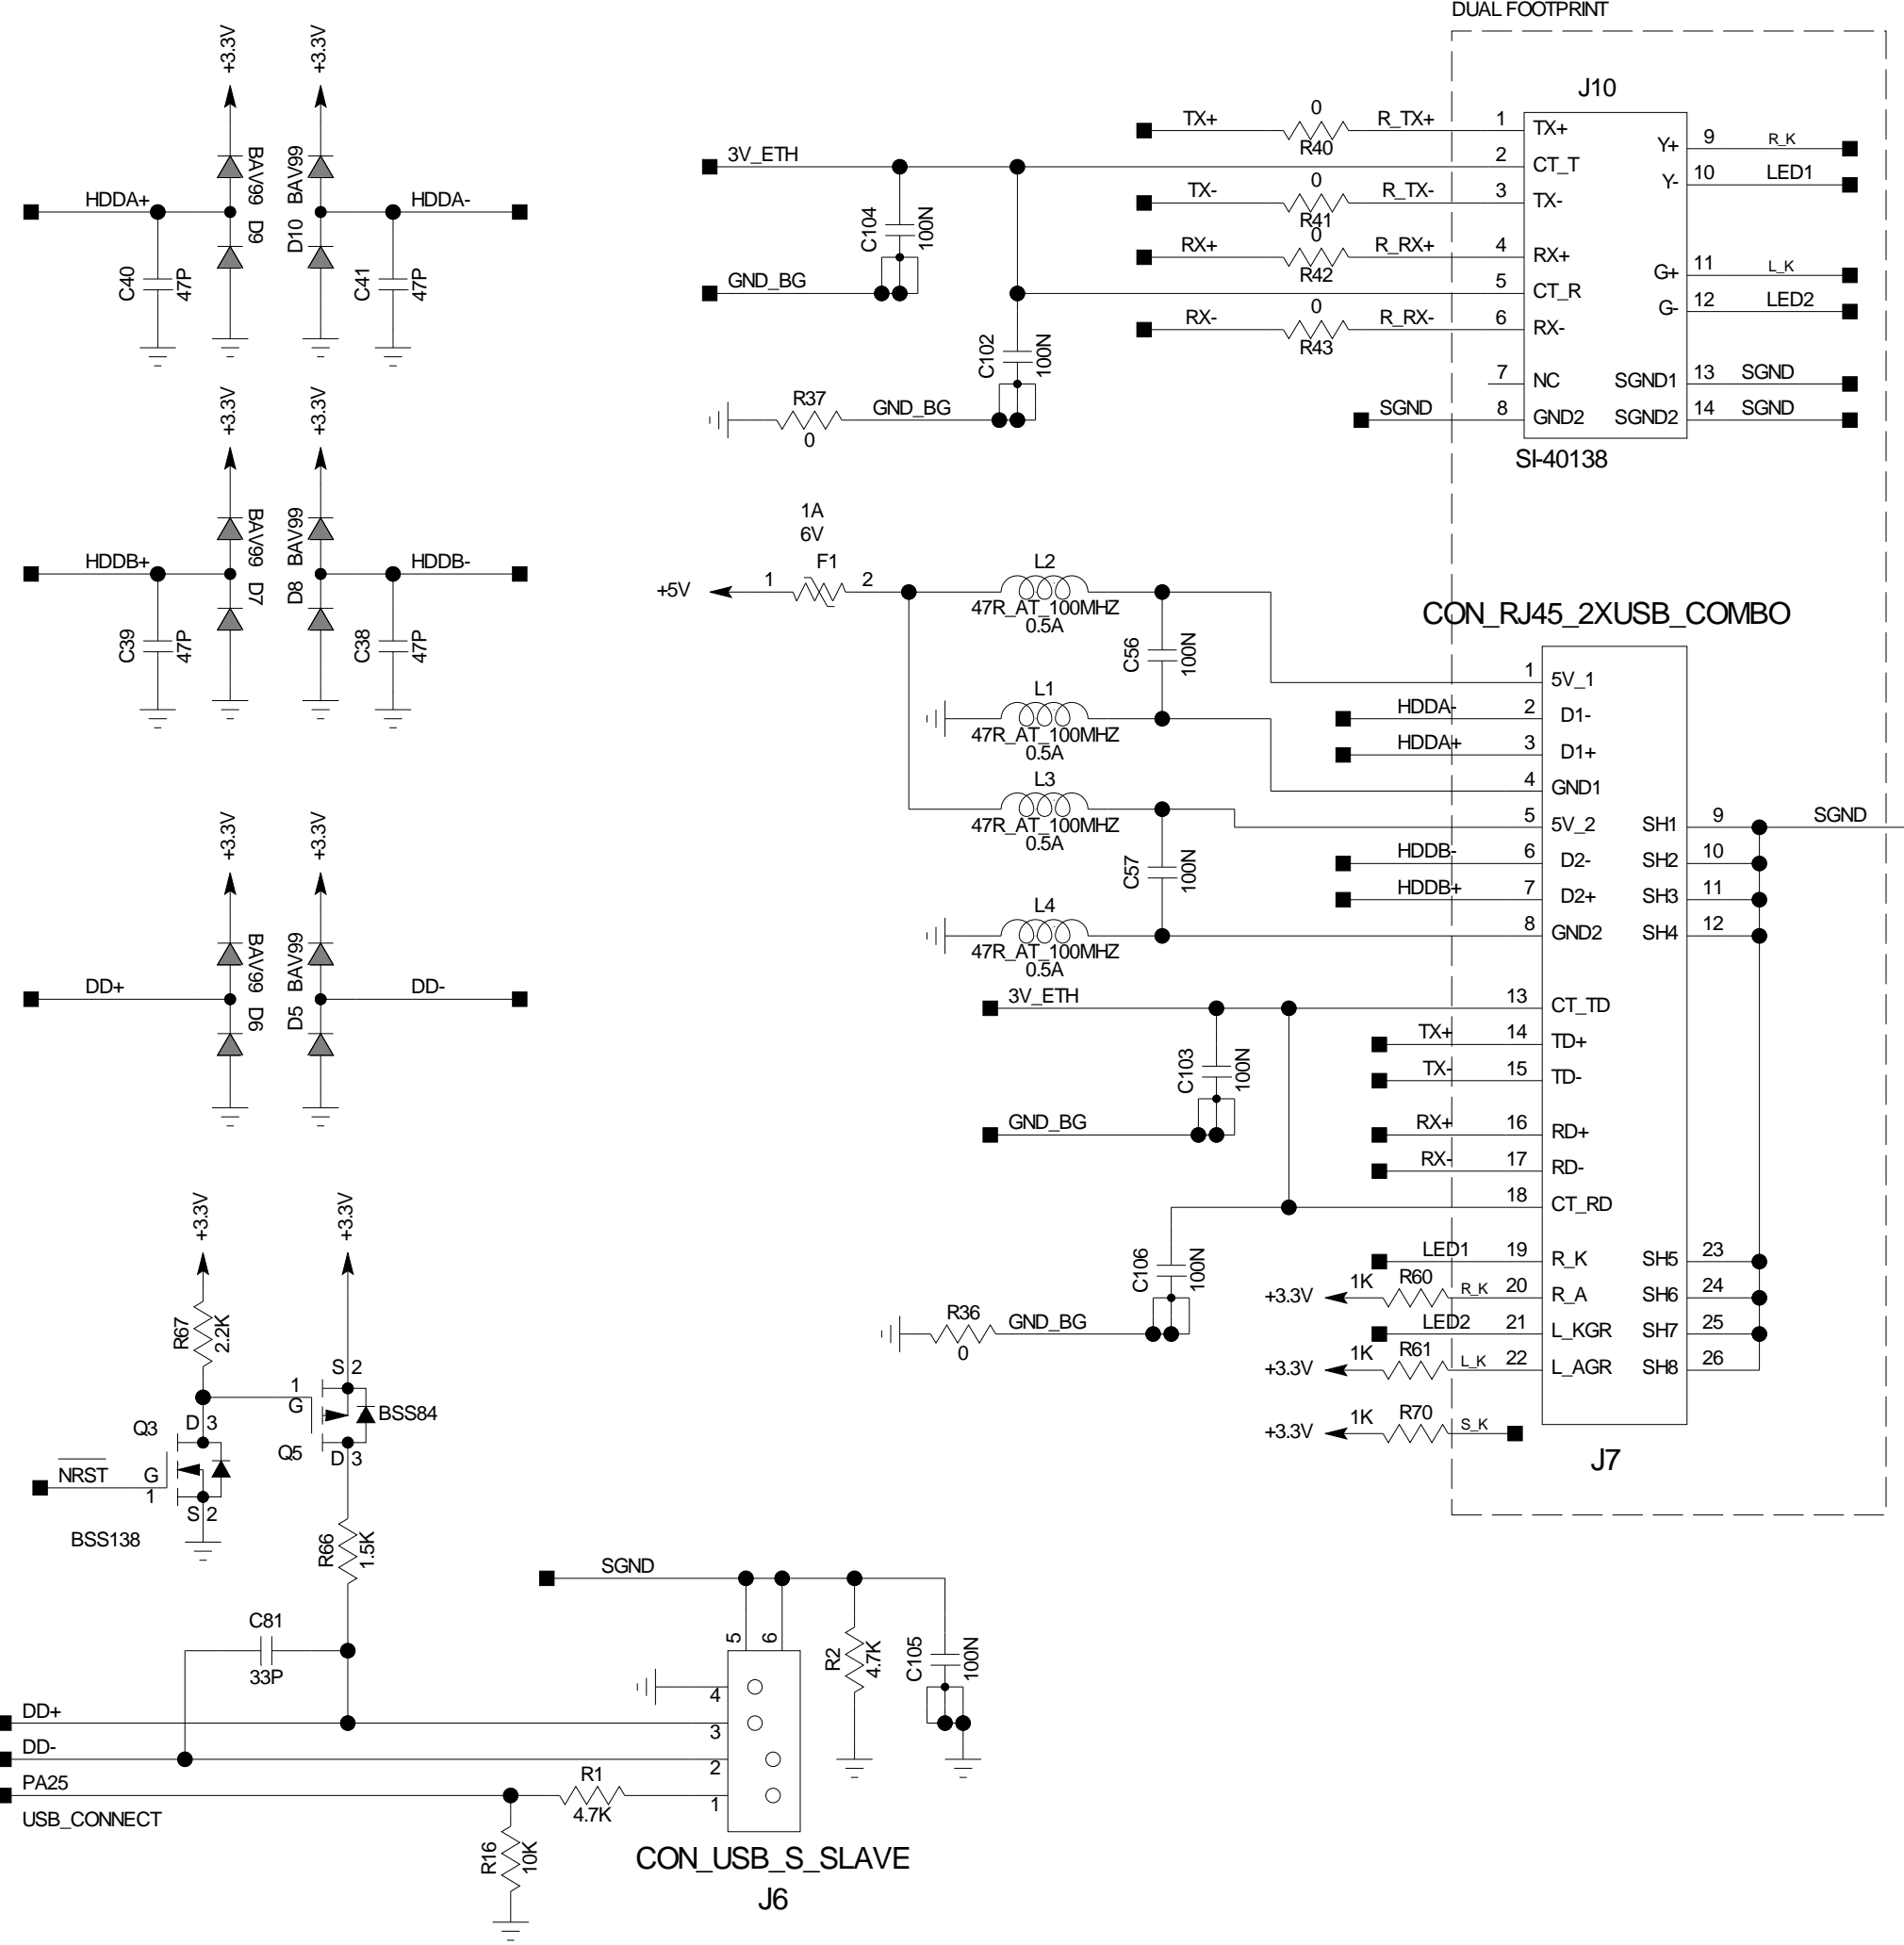 DUAL FOOTPRINT
+3.3V
+3.3V
HDDA+
BAV99
D9
BAV99
D10
HDDA-
C40
47P
C41
47P
+3.3V
+3.3V
HDDB+
BAV99
D7
BAV99
D8
HDDB-
C39
47P
C38
47P
+3.3V
+3.3V
DD+
BAV99
D6
BAV99
D5
DD-
3V_ETH
C104
100N
GND_BG
C102
100N
R37
0
GND_BG
TX+
0
R40
R_TX+
TX-
0
R41
R_TX-
RX+
0
R42
R_RX+
RX-
0
R43
R_RX-
SGND
J10
1 TX+
2 CT_T
3 TX-
4 RX+
5 CT_R
6 RX-
7 NC
8 GND2
Y+ 9 R_K
Y- 10 LED1
G+ 11 L_K
G- 12 LED2
SGND1 13 SGND
SGND2 14 SGND
SI-40138
1A
6V
F1
+5V
1
2
L2
47R_AT_100MHZ
0.5A
C56
100N
L1
47R_AT_100MHZ
0.5A
L3
47R_AT_100MHZ
0.5A
C57
100N
L4
47R_AT_100MHZ
0.5A
CON_RJ45_2XUSB_COMBO
1 5V_1
HDDA- 2 D1-
HDDA+ 3 D1+
4 GND1
5 5V_2
HDDB- 6 D2-
HDDB+ 7 D2+
8 GND2
SH1 9 SGND
SH2 10
SH3 11
SH4 12
3V_ETH
13 CT_TD
TX+ 14 TD+
TX- 15 TD-
RX+ 16 RD+
RX- 17 RD-
18 CT_RD
C103
100N
GND_BG
C106
100N
R36
0
GND_BG
LED1 19 R_K
+3.3V 1K R60 R_K 20 R_A
LED2 21 L_KGR
+3.3V 1K R61 L_K 22 L_AGR
+3.3V 1K R70 S_K
SH5 23
SH6 24
SH7 25
SH8 26
J7
+3.3V
+3.3V
R67
2.2K
S 2
1
G
BSS84
Q5
D 3
Q3
D 3
NRST
G
1
S 2
BSS138
R66
1.5K
C81
33P
SGND
5
6
R2
4.7K
C105
100N
4
DD+
3
DD-
2
PA25
R1
4.7K
1
USB_CONNECT
R16
10K
CON_USB_S_SLAVE
J6